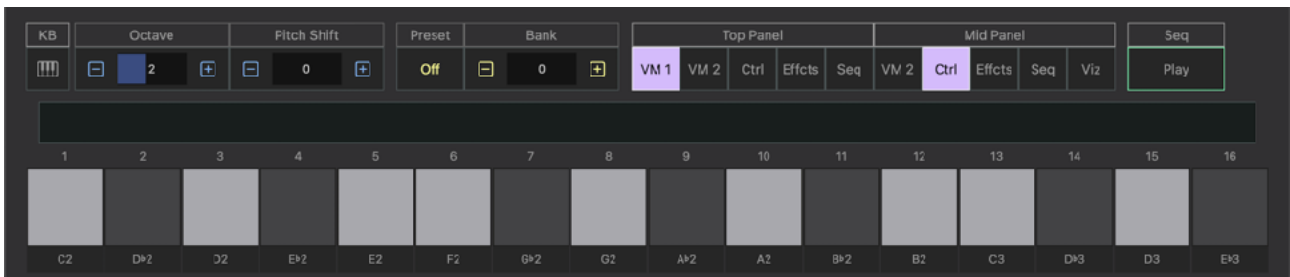 KB Octave Pitch Shift Preset Bank Top Panel Mid Panel Seq
2 0 Off 0 VM 1 VM 2 Ctrl Effcts Seq VM 2 Ctrl Effcts Seq Viz Play
1 2 3 4 5 6 7 8 9 10 11 12 13 14 15 16
C2 D♭2 D2 E♭2 E2 F2 G♭2 G2 A♭2 A2 B♭2 B2 C3 D♭3 D3 E♭3